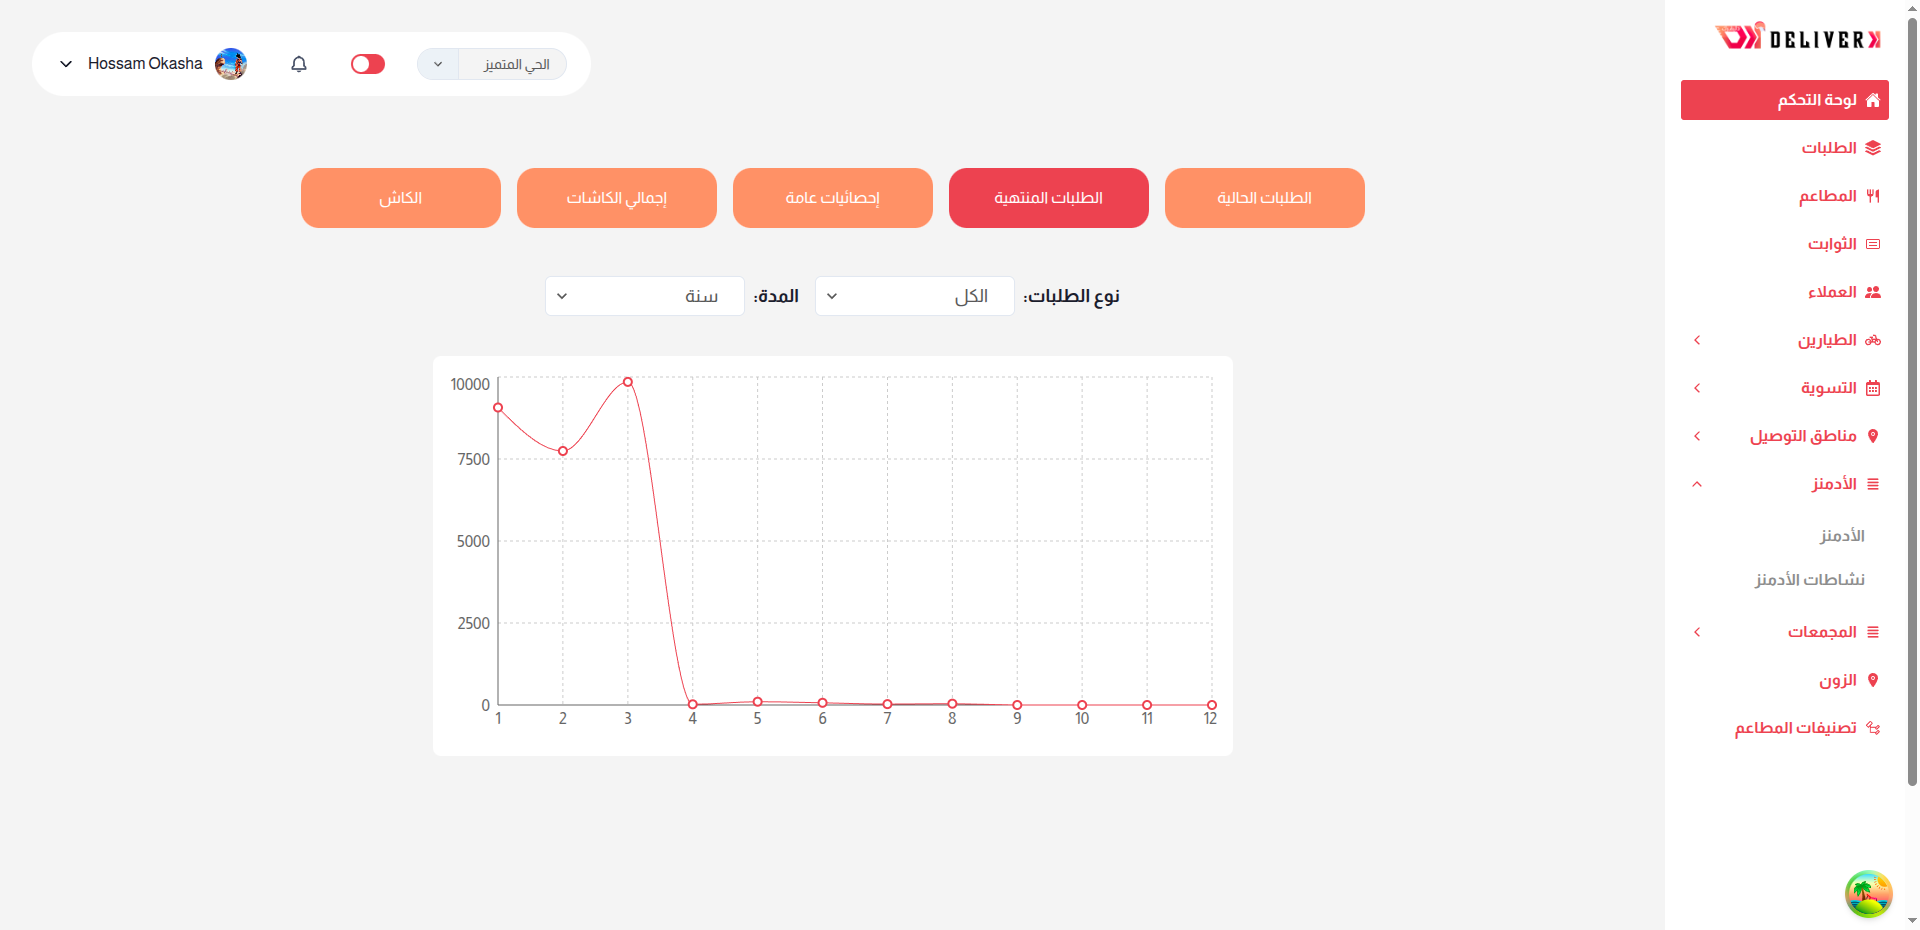 DELIVER
لوحة التحكم
الطلبات
المطاعم
الثوابت
العملاء
الطيارين
التسوية
مناطق التوصيل
الأدمنز
الأدمنز
نشاطات الأدمنز
المجمعات
الزون
تصنيفات المطاعم
الحي المتميز
Hossam Okasha
الطلبات الحالية
الطلبات المنتهية
إحصائيات عامة
إجمالي الكاشات
الكاش
نوع الطلبات: الكل المدة: سنة
10000
7500
5000
2500
0
1 2 3 4 5 6 7 8 9 10 11 12